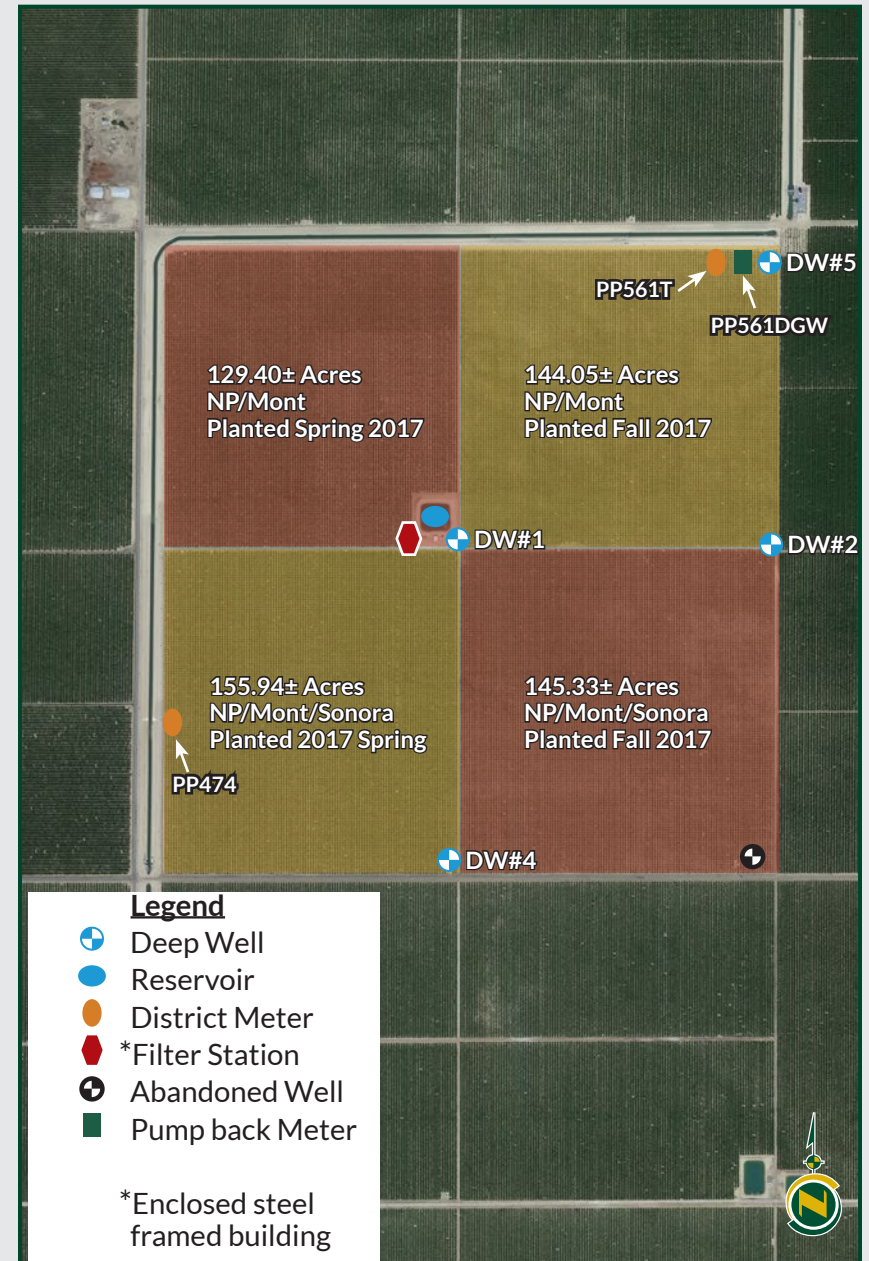 DW#5
PP561T
PP561DGW
129.40± Acres
NP/Mont
Planted Spring 2017
144.05± Acres
NP/Mont
Planted Fall 2017
DW#1
DW#2
155.94± Acres
NP/Mont/Sonora
Planted 2017 Spring
145.33± Acres
NP/Mont/Sonora
Planted Fall 2017
PP474
DW#4
Legend
Deep Well
Reservoir
District Meter
*Filter Station
Abandoned Well
Pump back Meter
*Enclosed steel
framed building
N